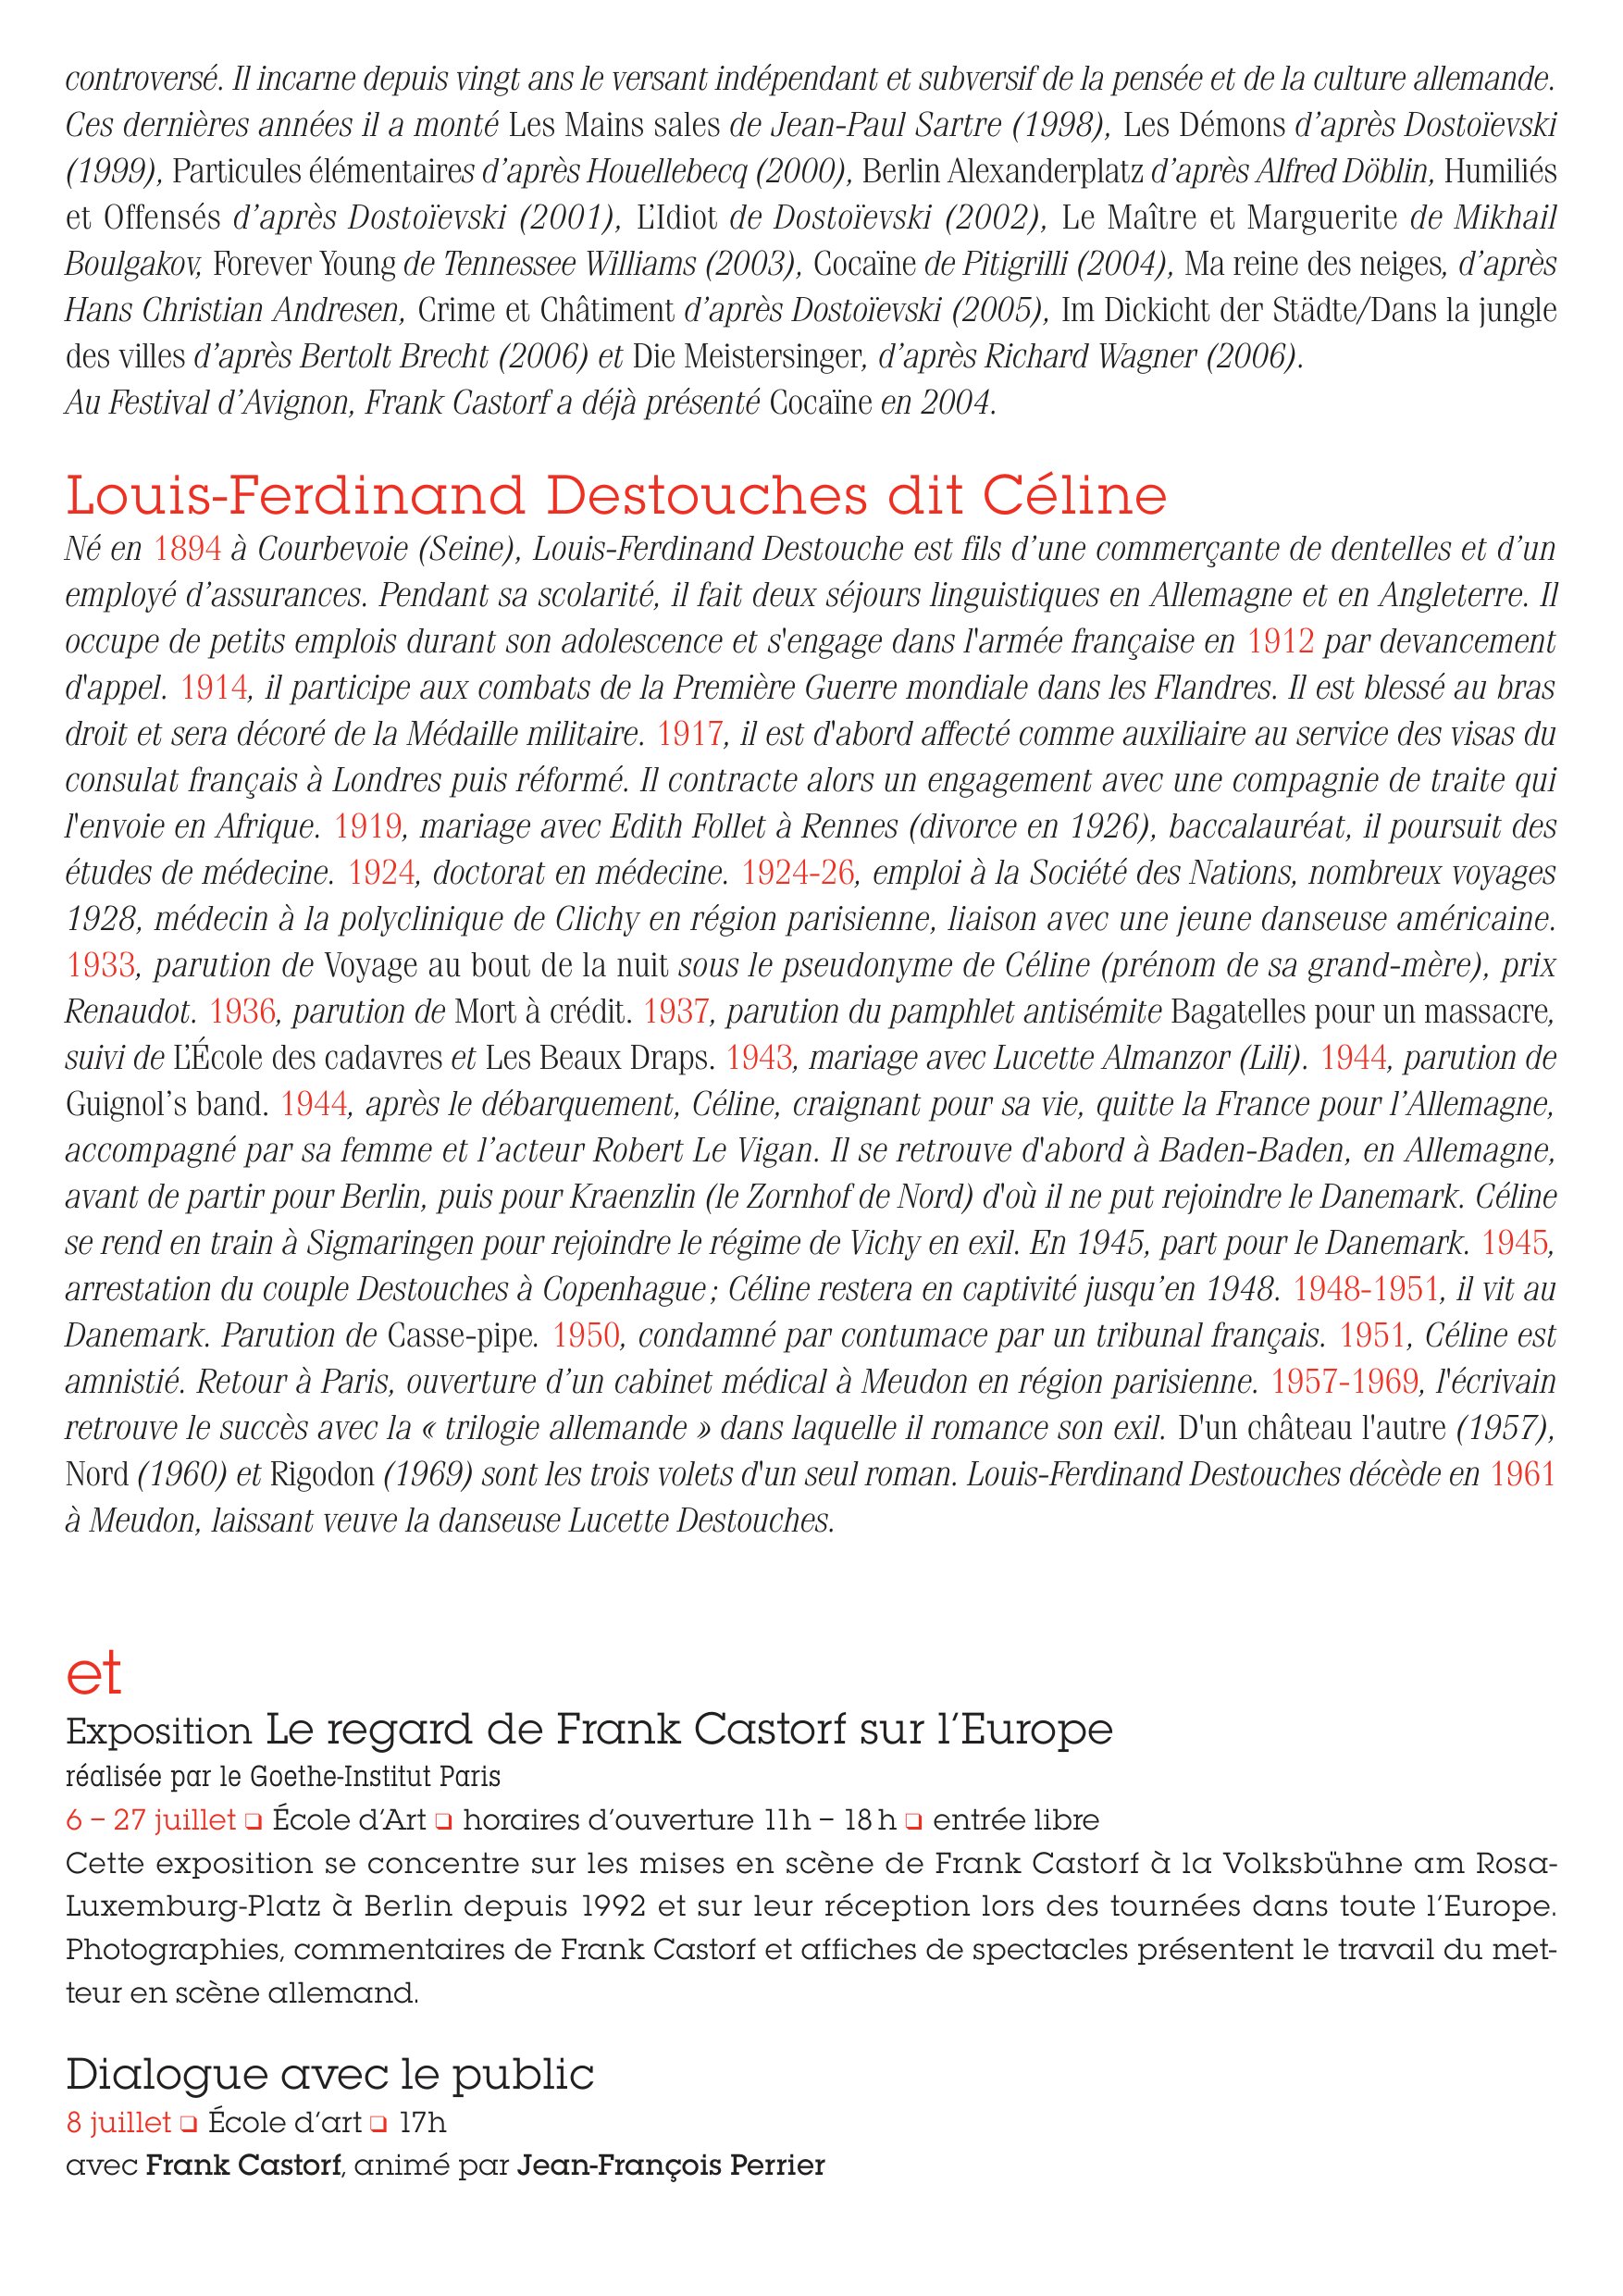 controversé. Il incarne depuis vingt ans le versant indépendant et subversif de la pensée et de la culture allemande.
Ces dernières années il a monté Les Mains sales de Jean-Paul Sartre (1998), Les Démons d’après Dostoïevski
(1999), Particules élémentaires d’après Houellebecq (2000), Berlin Alexanderplatz d’après Alfred Döblin, Humiliés
et Offensés d’après Dostoïevski (2001), L’Idiot de Dostoïevski (2002), Le Maître et Marguerite de Mikhail
Boulgakov, Forever Young de Tennessee Williams (2003), Cocaïne de Pitigrilli (2004), Ma reine des neiges, d’après
Hans Christian Andresen, Crime et Châtiment d’après Dostoïevski (2005), Im Dickicht der Städte/Dans la jungle
des villes d’après Bertolt Brecht (2006) et Die Meistersinger, d’après Richard Wagner (2006).
Au Festival d’Avignon, Frank Castorf a déjà présenté Cocaïne en 2004.
Louis-Ferdinand Destouches dit Céline
Né en 1894 à Courbevoie (Seine), Louis-Ferdinand Destouche est fils d’une commerçante de dentelles et d’un
employé d’assurances. Pendant sa scolarité, il fait deux séjours linguistiques en Allemagne et en Angleterre. Il
occupe de petits emplois durant son adolescence et s'engage dans l'armée française en 1912 par devancement
d'appel. 1914, il participe aux combats de la Première Guerre mondiale dans les Flandres. Il est blessé au bras
droit et sera décoré de la Médaille militaire. 1917, il est d'abord affecté comme auxiliaire au service des visas du
consulat français à Londres puis réformé. Il contracte alors un engagement avec une compagnie de traite qui
l'envoie en Afrique. 1919, mariage avec Edith Follet à Rennes (divorce en 1926), baccalauréat, il poursuit des
études de médecine. 1924, doctorat en médecine. 1924-26, emploi à la Société des Nations, nombreux voyages
1928, médecin à la polyclinique de Clichy en région parisienne, liaison avec une jeune danseuse américaine.
1933, parution de Voyage au bout de la nuit sous le pseudonyme de Céline (prénom de sa grand-mère), prix
Renaudot. 1936, parution de Mort à crédit. 1937, parution du pamphlet antisémite Bagatelles pour un massacre,
suivi de L’École des cadavres et Les Beaux Draps. 1943, mariage avec Lucette Almanzor (Lili). 1944, parution de
Guignol’s band. 1944, après le débarquement, Céline, craignant pour sa vie, quitte la France pour l’Allemagne,
accompagné par sa femme et l’acteur Robert Le Vigan. Il se retrouve d'abord à Baden-Baden, en Allemagne,
avant de partir pour Berlin, puis pour Kraenzlin (le Zornhof de Nord) d'où il ne put rejoindre le Danemark. Céline
se rend en train à Sigmaringen pour rejoindre le régime de Vichy en exil. En 1945, part pour le Danemark. 1945,
arrestation du couple Destouches à Copenhague ; Céline restera en captivité jusqu’en 1948. 1948-1951, il vit au
Danemark. Parution de Casse-pipe. 1950, condamné par contumace par un tribunal français. 1951, Céline est
amnistié. Retour à Paris, ouverture d’un cabinet médical à Meudon en région parisienne. 1957-1969, l'écrivain
retrouve le succès avec la « trilogie allemande » dans laquelle il romance son exil. D'un château l'autre (1957),
Nord (1960) et Rigodon (1969) sont les trois volets d'un seul roman. Louis-Ferdinand Destouches décède en 1961
à Meudon, laissant veuve la danseuse Lucette Destouches.
et
Exposition Le regard de Frank Castorf sur l’Europe
réalisée par le Goethe-Institut Paris
6 – 27 juillet ❏ École d’Art ❏ horaires d’ouverture 11h – 18 h ❏ entrée libre
Cette exposition se concentre sur les mises en scène de Frank Castorf à la Volksbühne am Rosa-
Luxemburg-Platz à Berlin depuis 1992 et sur leur réception lors des tournées dans toute l’Europe.
Photographies, commentaires de Frank Castorf et affiches de spectacles présentent le travail du met-
teur en scène allemand.
Dialogue avec le public
8 juillet ❏ École d’art ❏ 17h
avec Frank Castorf, animé par Jean-François Perrier